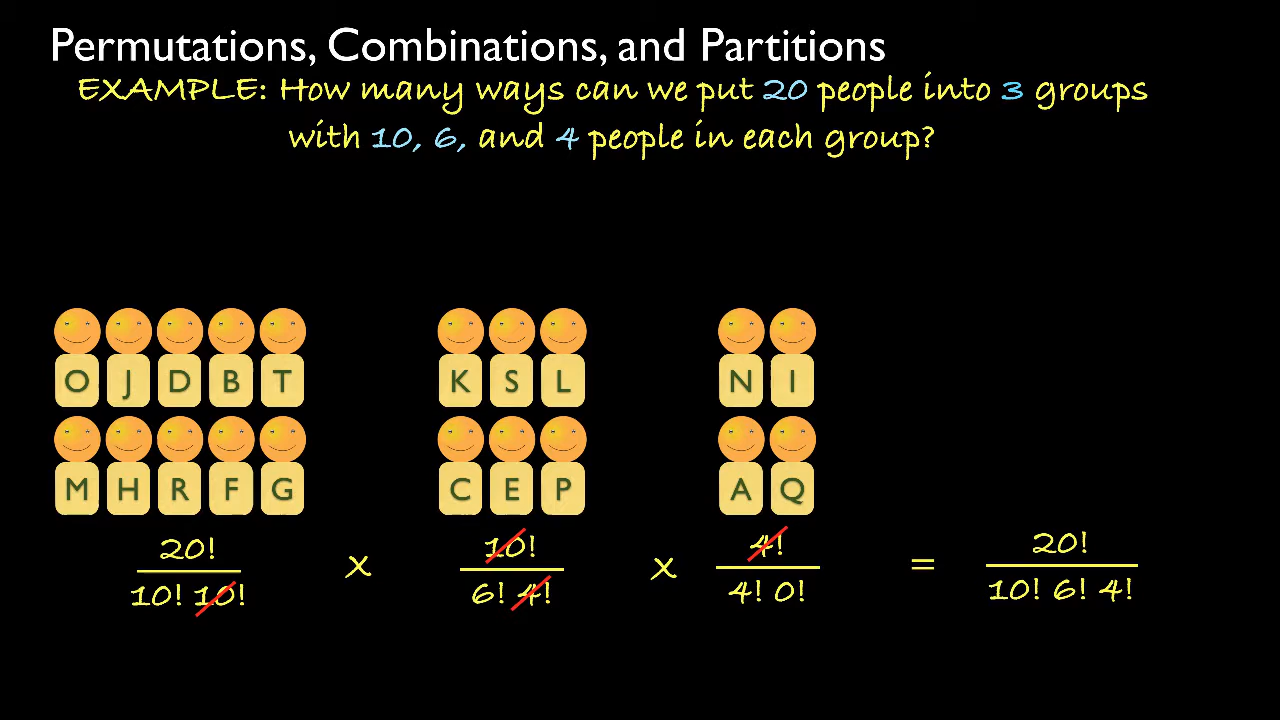 Permutations, Combinations, and Partitions
EXAMPLE: How many ways can we put 20 people into 3 groups
with 10, 6, and 4 people in each group?
O J D B T K S L N I
M H R F G C E P A Q
20! 10! 4! 20!
x x =
10! 10! 6! 4! 4! 0! 10! 6! 4!